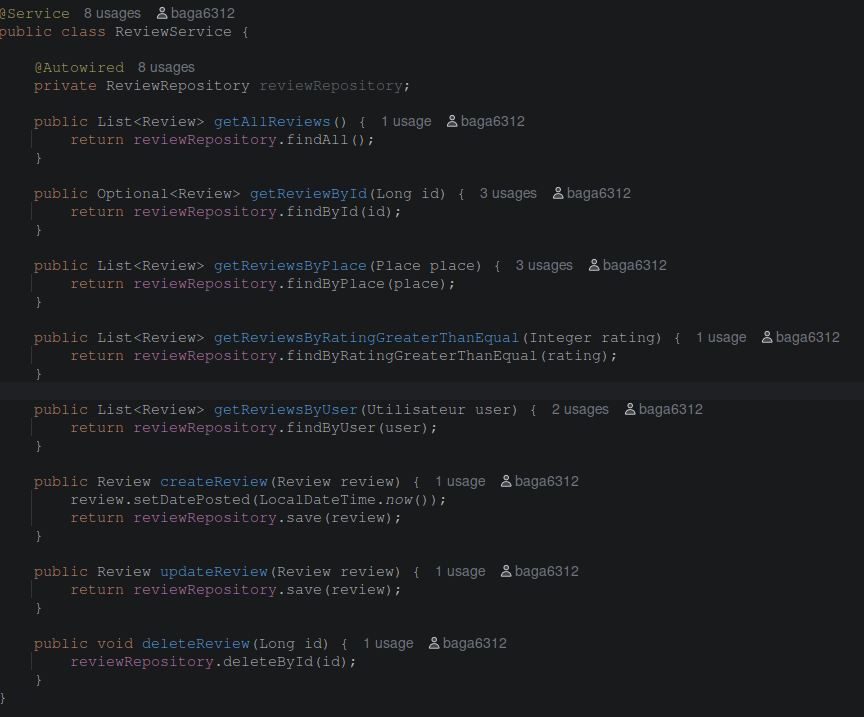 @Service 8 usages baga6312
public class ReviewService {
@Autowired 8 usages
private ReviewRepository reviewRepository;
public List<Review> getAllReviews() { 1 usage baga6312
return reviewRepository.findAll();
}
public Optional<Review> getReviewById(Long id) { 3 usages baga6312
return reviewRepository.findById(id);
}
public List<Review> getReviewsByPlace(Place place) { 3 usages baga6312
return reviewRepository.findByPlace(place);
}
public List<Review> getReviewsByRatingGreaterThanEqual(Integer rating) { 1 usage baga6312
return reviewRepository.findByRatingGreaterThanEqual(rating);
}
public List<Review> getReviewsByUser(Utilisateur user) { 2 usages baga6312
return reviewRepository.findByUser(user);
}
public Review createReview(Review review) { 1 usage baga6312
review.setDatePosted(LocalDateTime.now());
return reviewRepository.save(review);
}
public Review updateReview(Review review) { 1 usage baga6312
return reviewRepository.save(review);
}
public void deleteReview(Long id) { 1 usage baga6312
reviewRepository.deleteById(id);
}
}